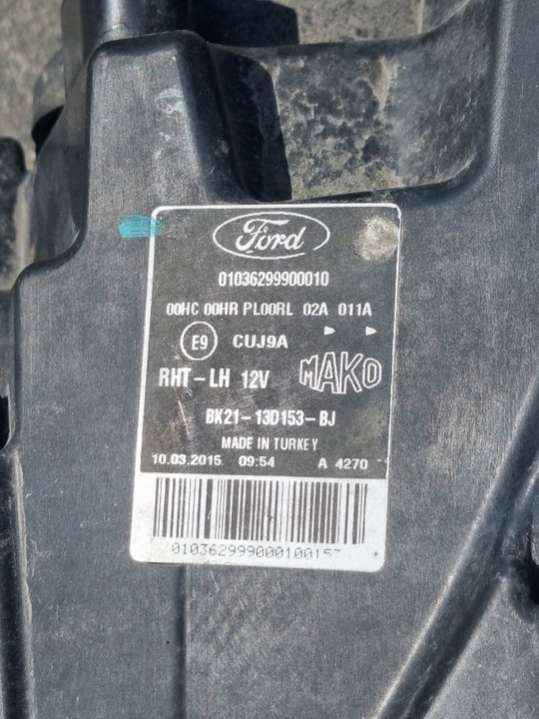 Ford
01036299900010
00HC 00HR PL00RL 02A 011A
E9 CUJ9A
RHT-LH 12V MAKO
BK21-13D153-BJ
MADE IN TURKEY
10.03.2015 09:54 A 4270
010362999000100157